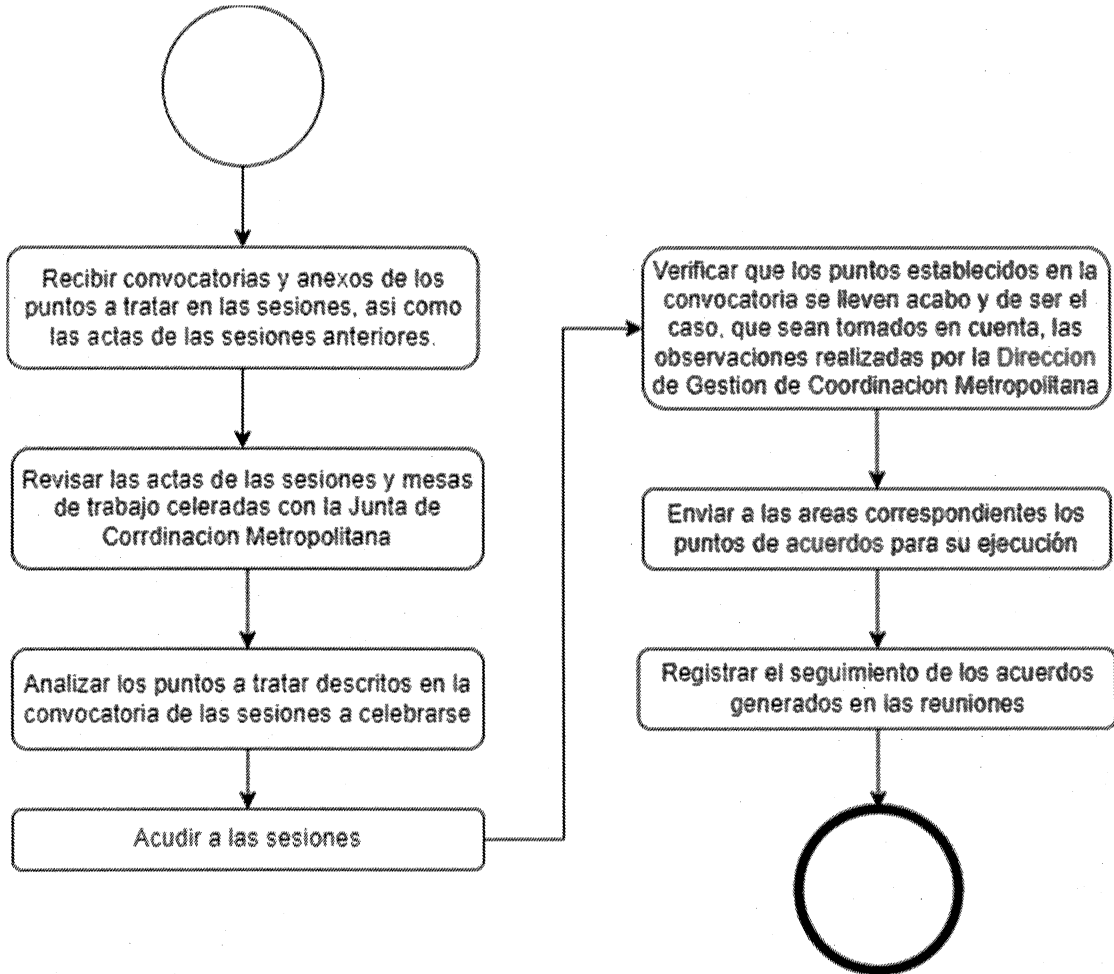 Recibir convocatorias y anexos de los
puntos a tratar en las sesiones, asi como
las actas de las sesiones anteriores.
Revisar las actas de las sesiones y mesas
de trabajo celeradas con la Junta de
Corrdinacion Metropolitana
Analizar los puntos a tratar descritos en la
convocatoria de las sesiones a celebrarse
Acudir a las sesiones
Verificar que los puntos establecidos en la
convocatoria se lleven acabo y de ser el
caso, que sean tomados en cuenta, las
observaciones realizadas por la Direccion
de Gestion de Coordinacion Metropolitana
Enviar a las areas correspondientes los
puntos de acuerdos para su ejecución
Registrar el seguimiento de los acuerdos
generados en las reuniones